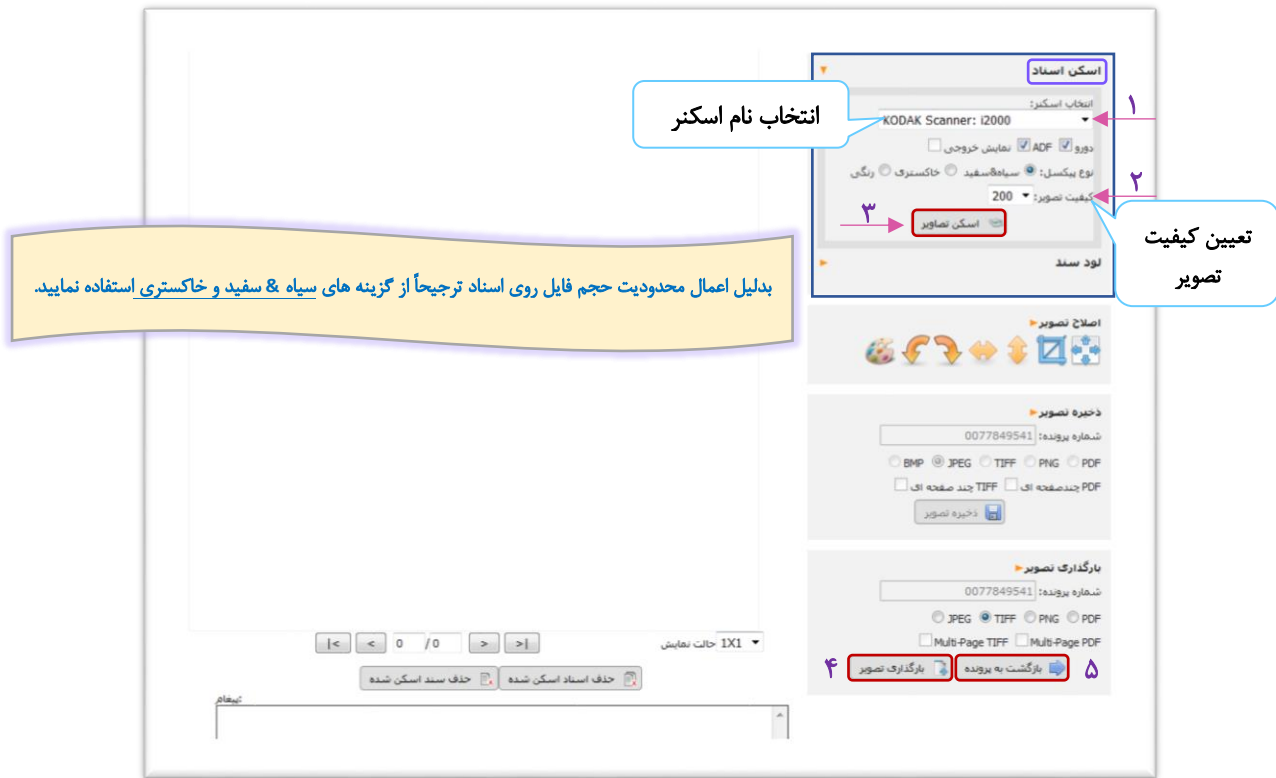 اسکن اسناد
انتخاب اسکنر:
KODAK Scanner: i2000
انتخاب نام اسکنر
۱
دورو ADF نمایش خروجی
نوع پیکسل: سیاه&سفید خاکستری رنگی
۲
کیفیت تصویر: 200
تعیین کیفیت
تصویر
۳
اسکن تصاویر
لود سند
بدلیل اعمال محدودیت حجم فایل روی اسناد ترجیحاً از گزینه های سیاه & سفید و خاکستری استفاده نمایید.
اصلاح تصویر
ذخیره تصویر
شماره پرونده: 0077849541
BMP JPEG TIFF PNG PDF
PDF چندصفحه ای TIFF چند صفحه ای
ذخیره تصویر
بارگذاری تصویر
شماره پرونده: 0077849541
JPEG TIFF PNG PDF
Multi-Page TIFF Multi-Page PDF
۵ بازگشت به پرونده بارگذاری تصویر ۴
|< < 0 /0 > >| حالت نمایش 1X1
حذف اسناد اسکن شده حذف سند اسکن شده
پیغام: